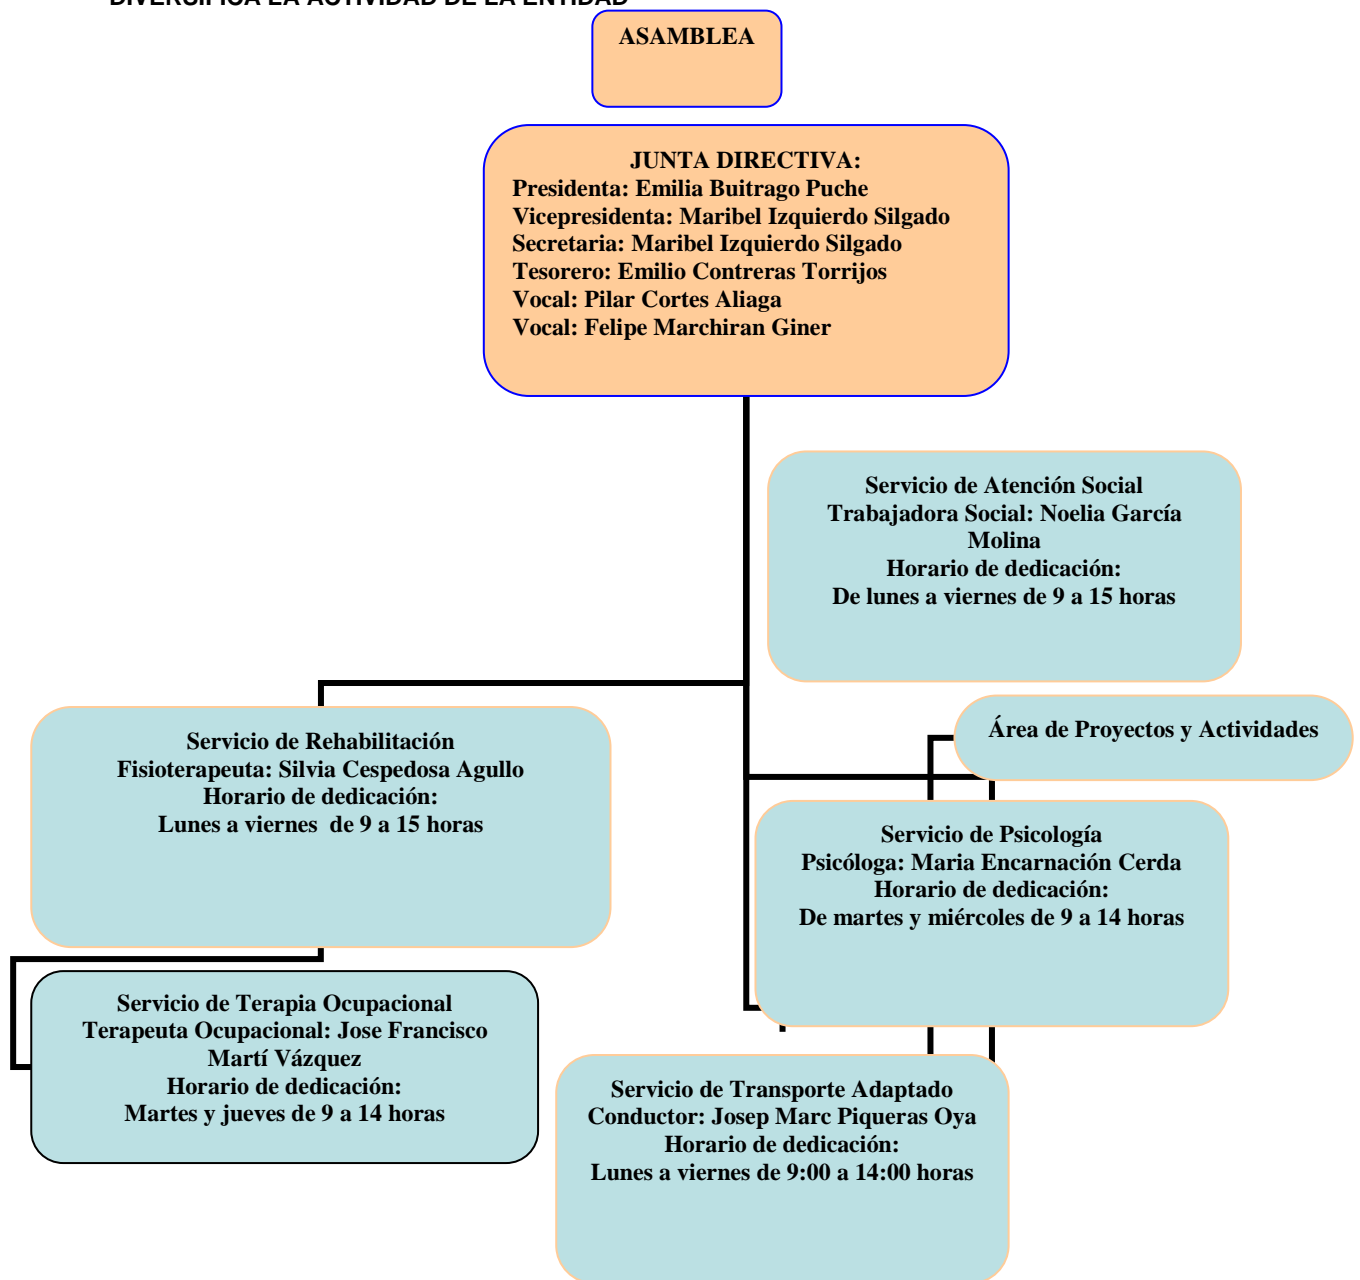 DIVERSIFICA LA ACTIVIDAD DE LA ENTIDAD
ASAMBLEA
JUNTA DIRECTIVA:
Presidenta: Emilia Buitrago Puche
Vicepresidenta: Maribel Izquierdo Silgado
Secretaria: Maribel Izquierdo Silgado
Tesorero: Emilio Contreras Torrijos
Vocal: Pilar Cortes Aliaga
Vocal: Felipe Marchiran Giner
Servicio de Atención Social
Trabajadora Social: Noelia García
Molina
Horario de dedicación:
De lunes a viernes de 9 a 15 horas
Área de Proyectos y Actividades
Servicio de Rehabilitación
Fisioterapeuta: Silvia Cespedosa Agullo
Horario de dedicación:
Lunes a viernes  de 9 a 15 horas
Servicio de Psicología
Psicóloga: Maria Encarnación Cerda
Horario de dedicación:
De martes y miércoles de 9 a 14 horas
Servicio de Terapia Ocupacional
Terapeuta Ocupacional: Jose Francisco
Martí Vázquez
Horario de dedicación:
Martes y jueves de 9 a 14 horas
Servicio de Transporte Adaptado
Conductor: Josep Marc Piqueras Oya
Horario de dedicación:
Lunes a viernes de 9:00 a 14:00 horas